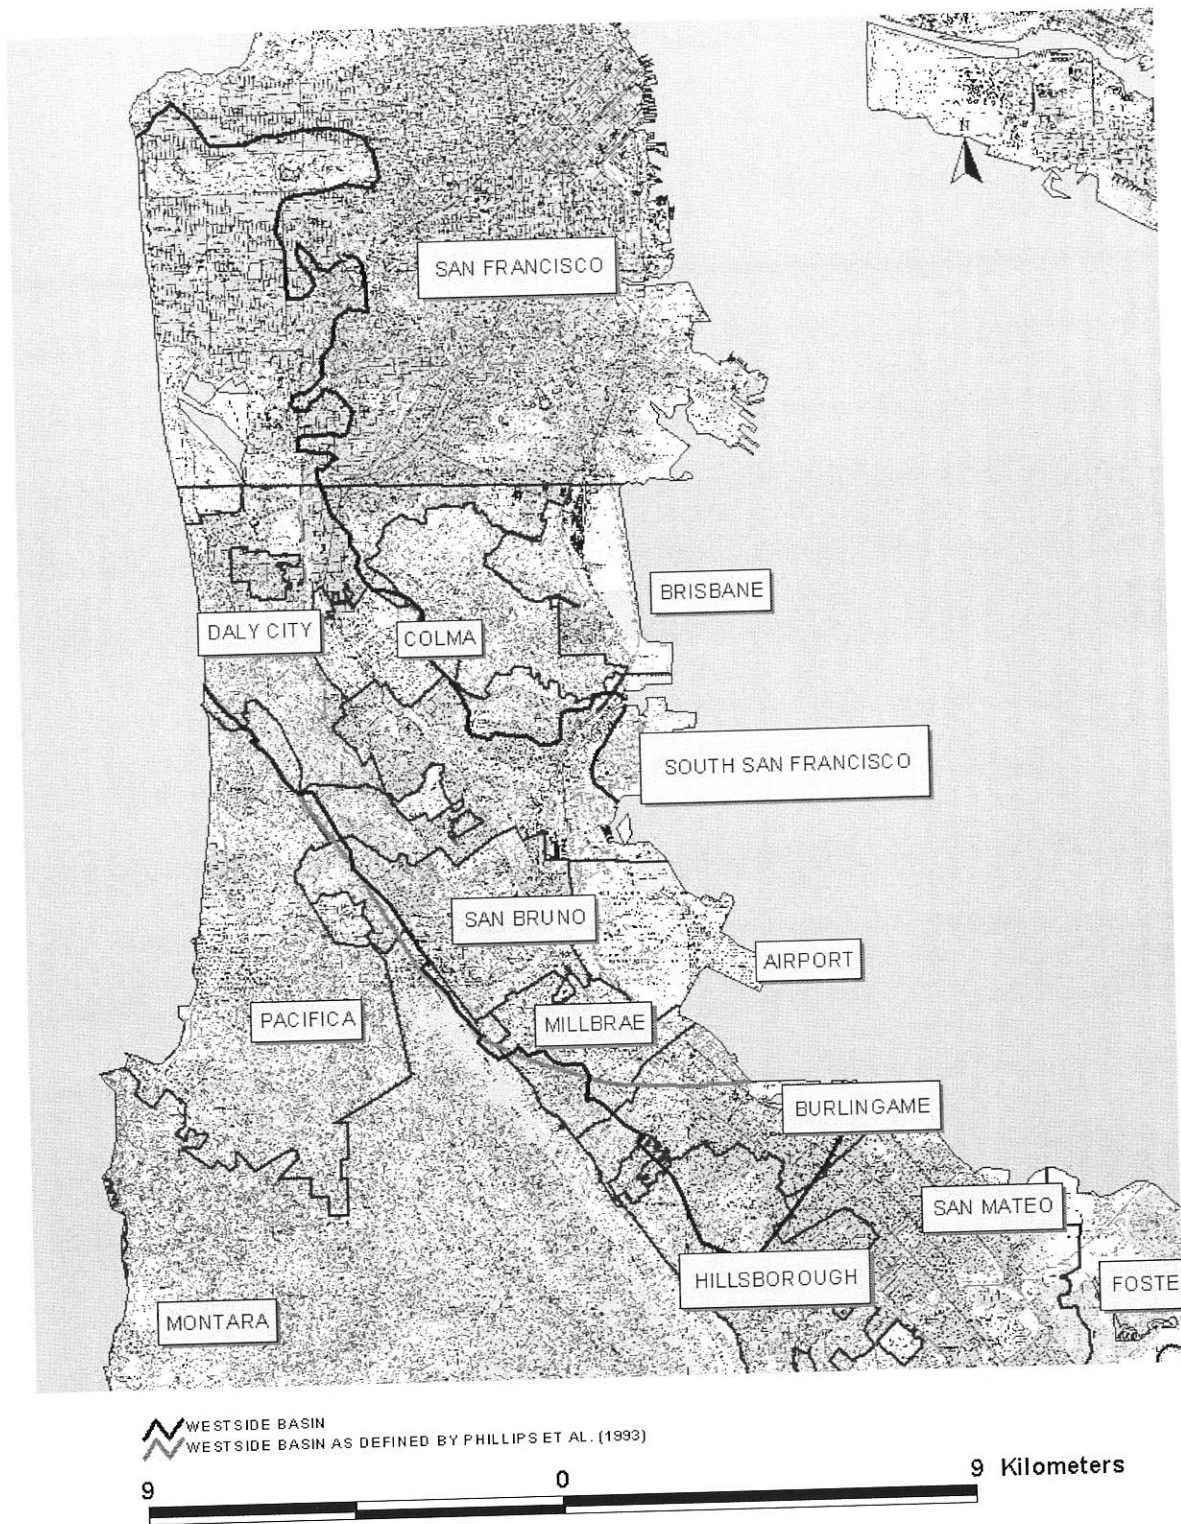 N
SAN FRANCISCO
BRISBANE
DALY CITY
COLMA
SOUTH SAN FRANCISCO
SAN BRUNO
AIRPORT
PACIFICA
MILLBRAE
BURLINGAME
SAN MATEO
HILLSBOROUGH
FOSTE
MONTARA
WESTSIDE BASIN
WESTSIDE BASIN AS DEFINED BY PHILLIPS ET AL. (1993)
9 0 9 Kilometers